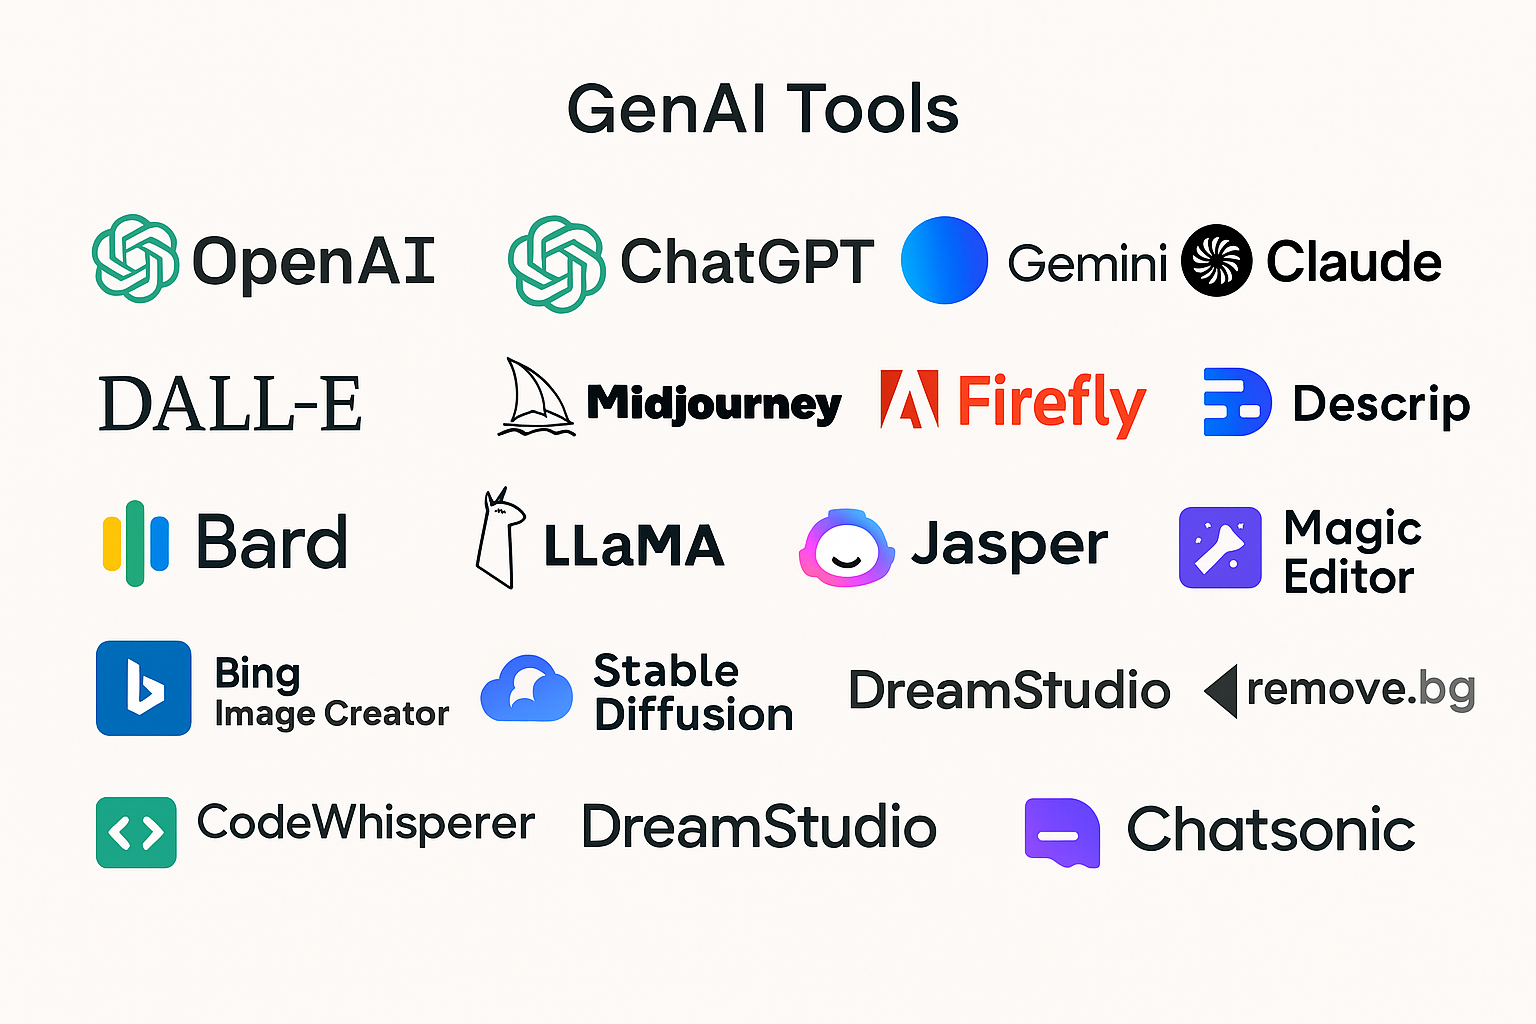 GenAI Tools
OpenAI
ChatGPT
Gemini
Claude
DALL-E
Midjourney
Firefly
Descrip
Bard
LLaMA
Jasper
Magic
Editor
Bing
Image Creator
Stable
Diffusion
DreamStudio
remove.bg
CodeWhisperer
DreamStudio
Chatsonic